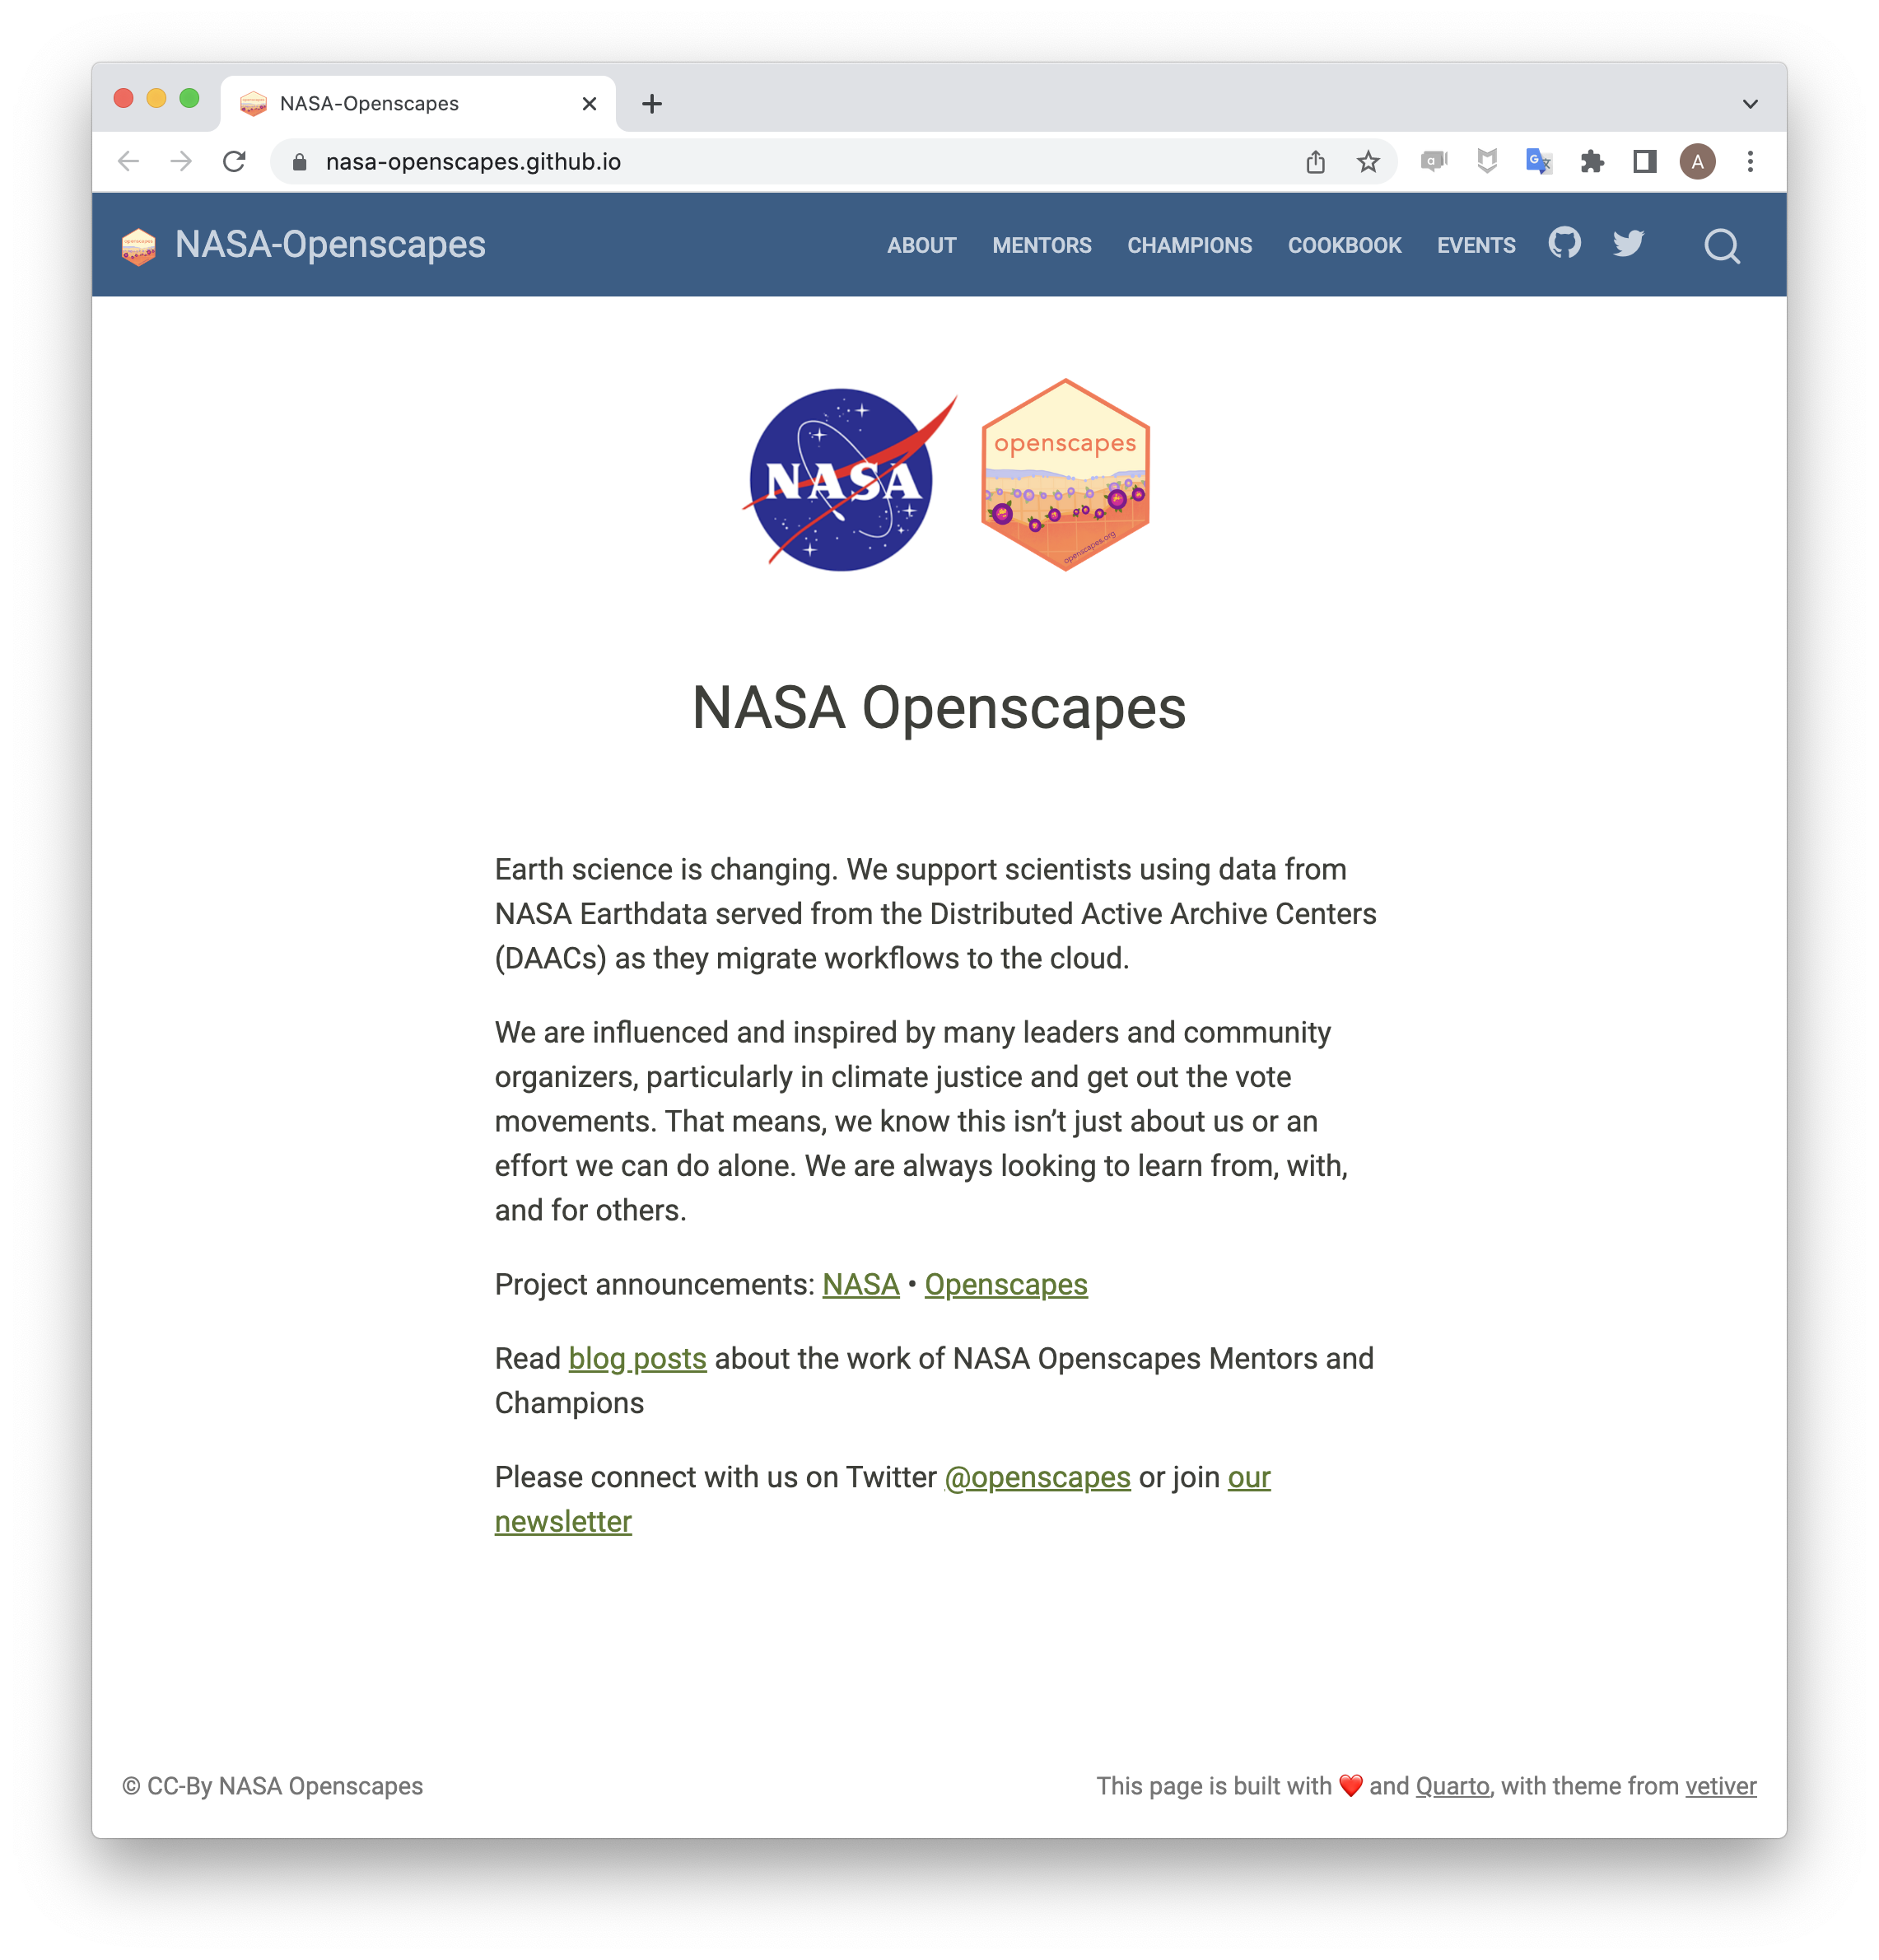 NASA-Openscapes
nasa-openscapes.github.io
A
NASA-Openscapes
ABOUT MENTORS CHAMPIONS COOKBOOK EVENTS
NASA
openscapes
openscapes.org
NASA Openscapes
Earth science is changing. We support scientists using data from
NASA Earthdata served from the Distributed Active Archive Centers
(DAACs) as they migrate workflows to the cloud.
We are influenced and inspired by many leaders and community
organizers, particularly in climate justice and get out the vote
movements. That means, we know this isn’t just about us or an
effort we can do alone. We are always looking to learn from, with,
and for others.
Project announcements: NASA • Openscapes
Read blog posts about the work of NASA Openscapes Mentors and
Champions
Please connect with us on Twitter @openscapes or join our
newsletter
© CC-By NASA Openscapes
This page is built with ❤️ and Quarto, with theme from vetiver